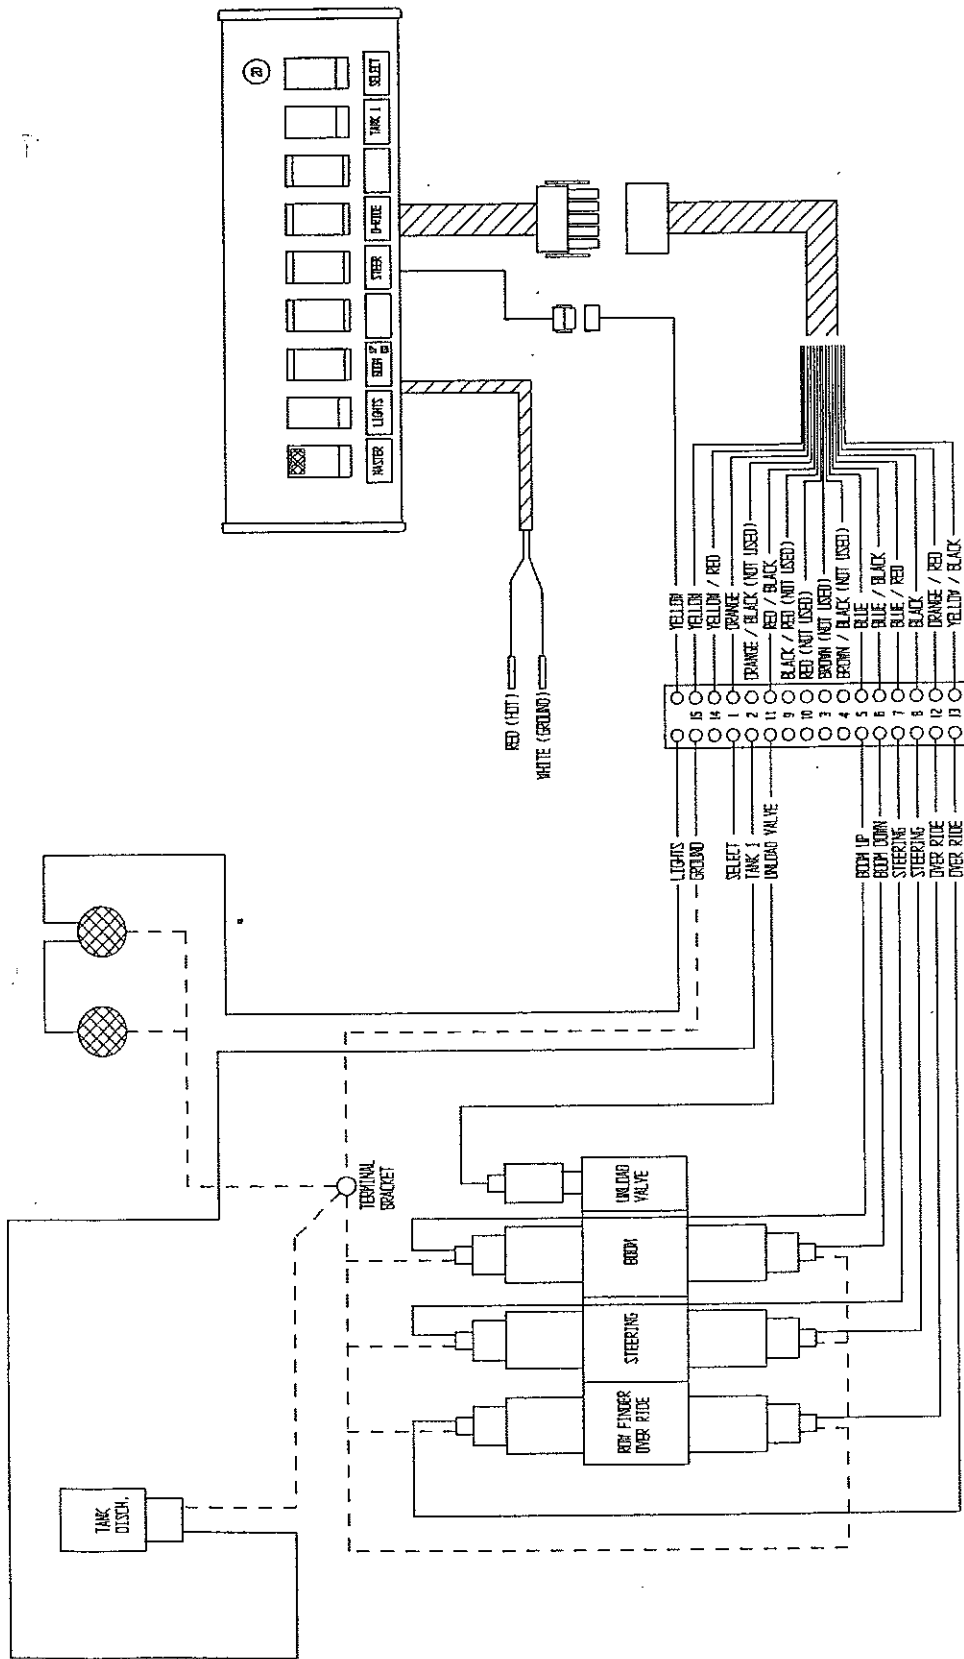 20
SELECT
TANK 1
O-RIDE
STEER
BOOM
LIGHTS
MASTER
RED (HOT)
WHITE (GROUND)
YELLOW
YELLOW
YELLOW / RED
ORANGE
ORANGE / BLACK (NOT USED)
RED / BLACK
BLACK / RED (NOT USED)
RED (NOT USED)
BROWN (NOT USED)
BROWN / BLACK (NOT USED)
BLUE
BLUE / BLACK
BLUE / RED
BLACK
ORANGE / RED
YELLOW / BLACK
15
14
1
2
11
9
10
3
4
5
6
7
8
12
13
LIGHTS
GROUND
SELECT
TANK 1
UNLOAD VALVE
BOOM UP
BOOM DOWN
STEERING
STEERING
OVER RIDE
OVER RIDE
TERMINAL
BRACKET
UNLOAD
VALVE
BOOM
STEERING
ROW FINDER
OVER RIDE
TANK
DISCH.